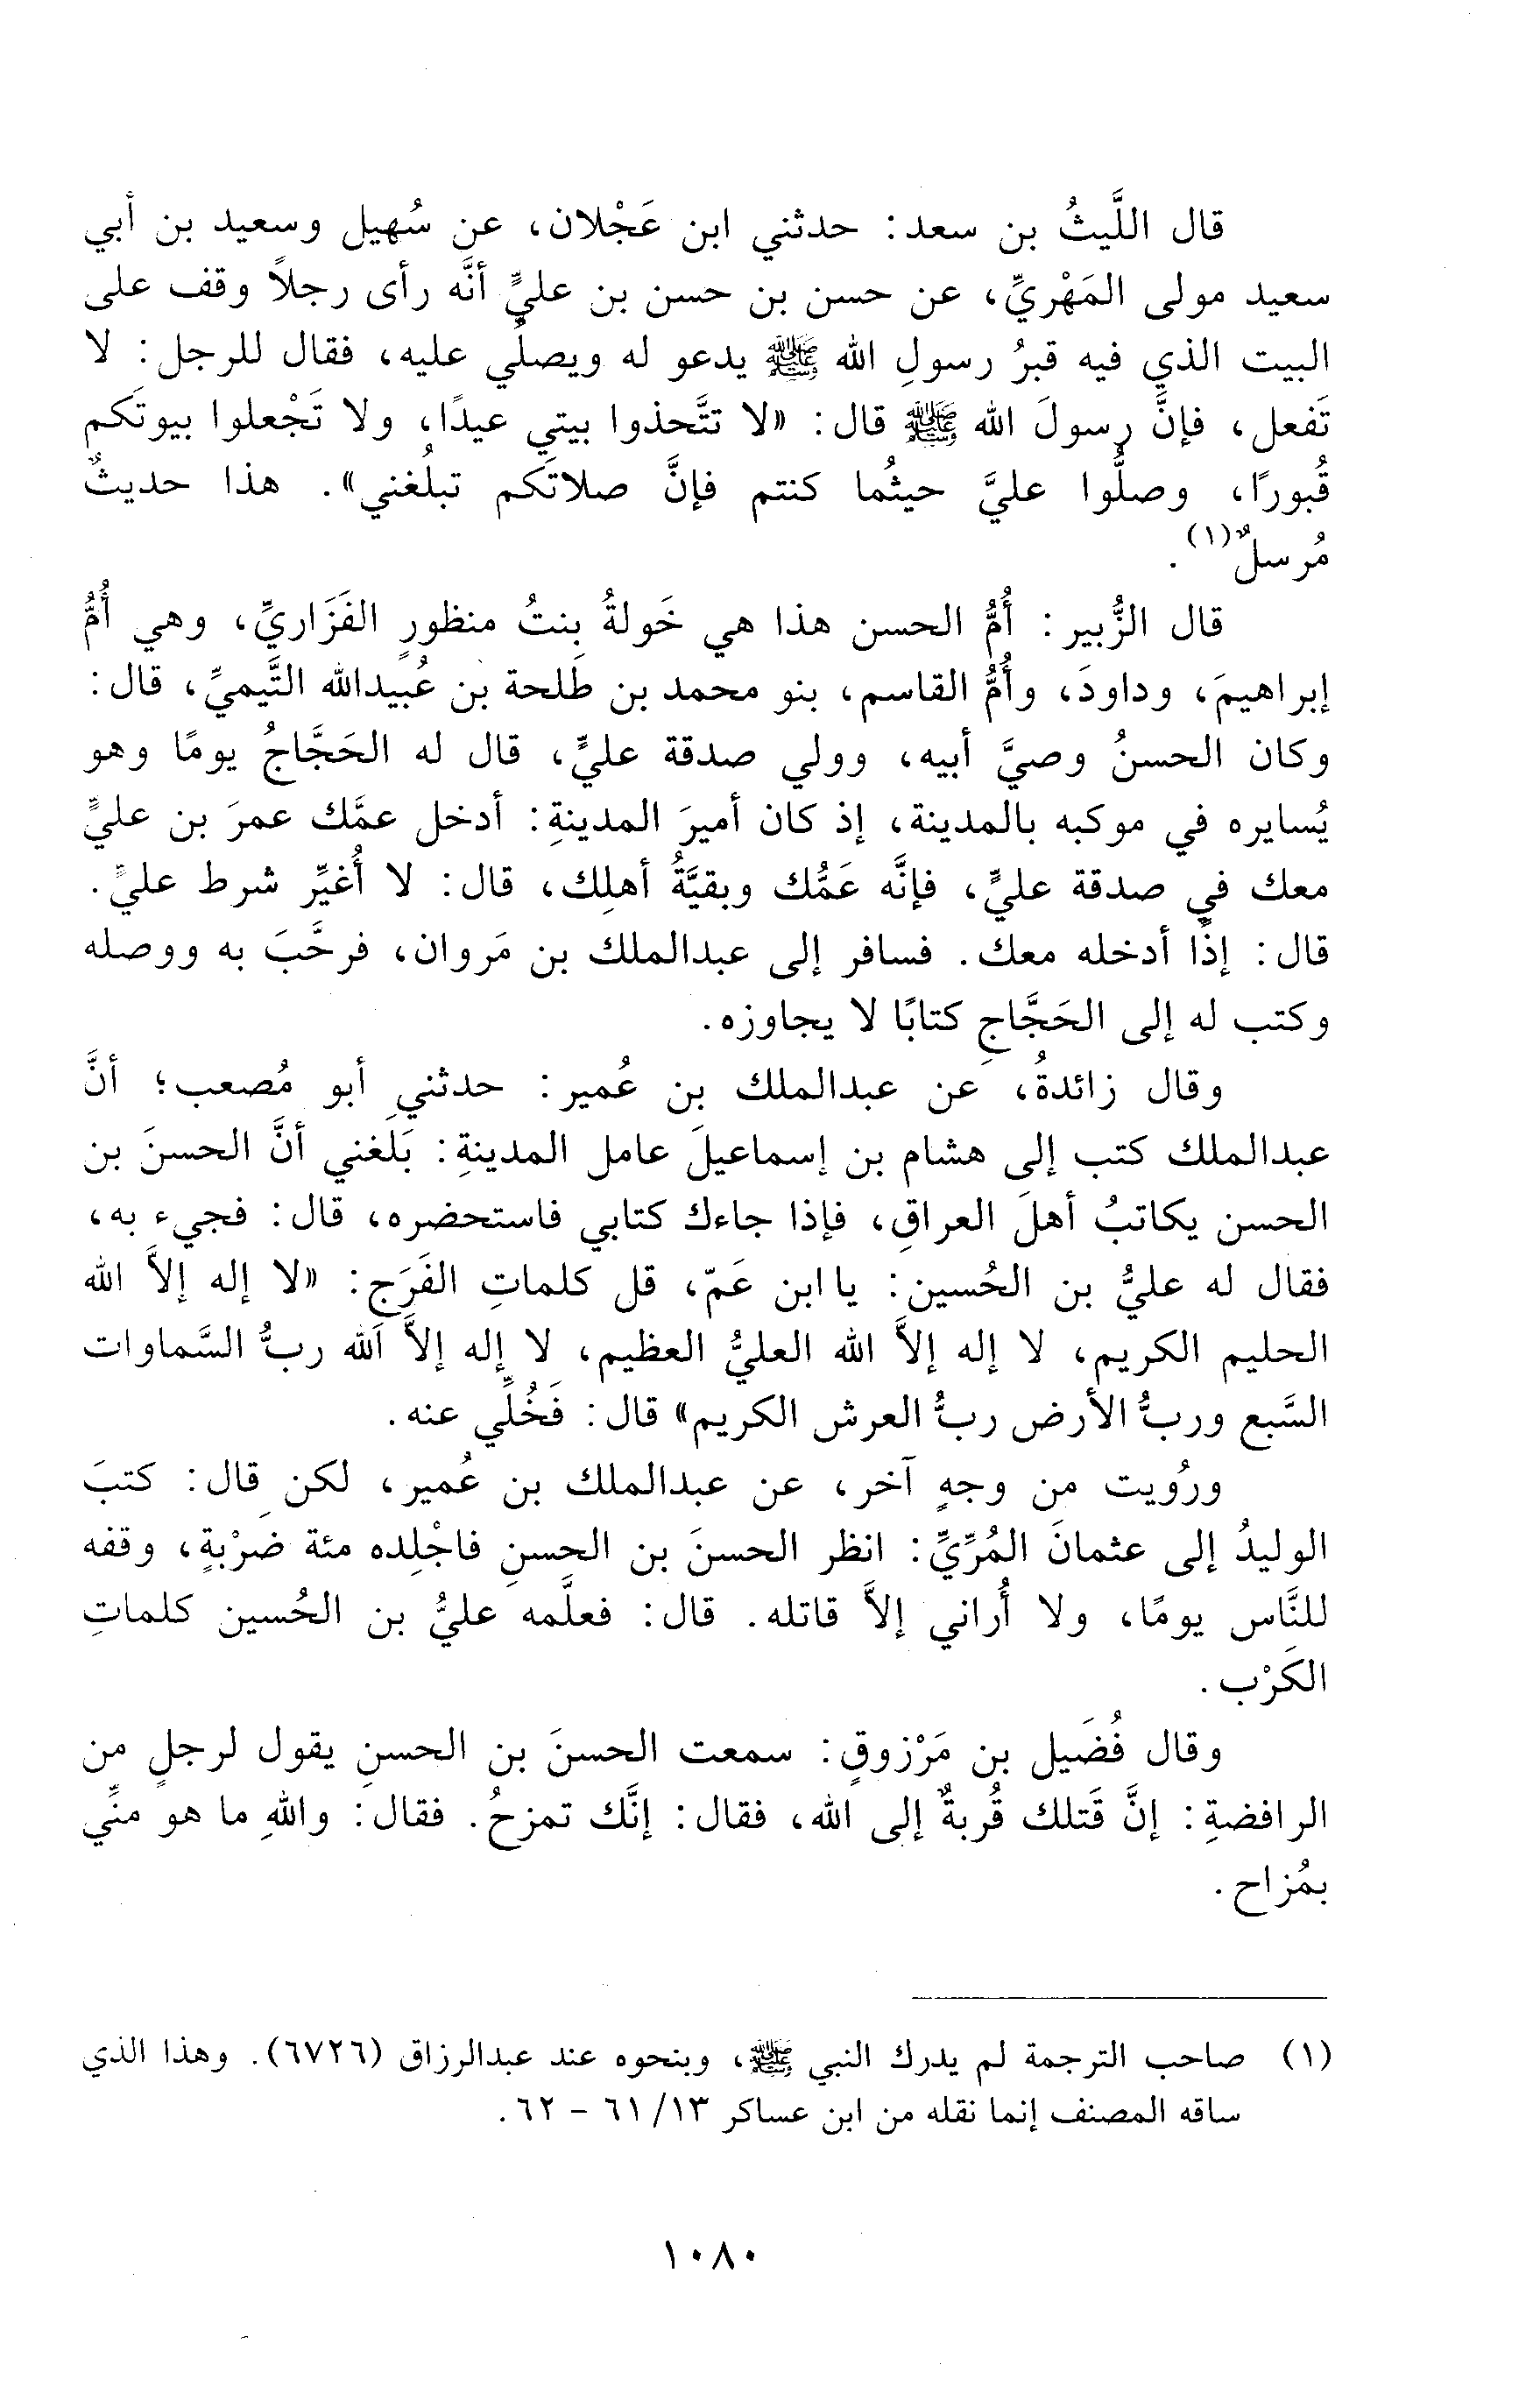 قال اللَّيثُ بن سعد: حدثني ابن عَجْلان، عن سُهيل وسعيد بن أبي
سعيد مولى المَهْريِّ، عن حسن بن حسن بن عليٍّ أنَّه رأى رجلاً وقف على
البيت الذي فيه قبرُ رسولِ الله ﷺ يدعو له ويصلِّي عليه، فقال للرجل: لا
تَفعل، فإنَّ رسولَ الله ﷺ قال: «لا تتَّخذوا بيتي عيدًا، ولا تَجْعلوا بيوتَكم
قُبورًا، وصلُّوا عليَّ حيثُما كنتم فإنَّ صلاتَكم تبلُغني». هذا حديثٌ
مُرسلٌ(١).
قال الزُّبير: أُمُّ الحسن هذا هي خَولةُ بنتُ منظورٍ الفَزَاريِّ، وهي أُمُّ
إبراهيمَ، وداودَ، وأُمُّ القاسم، بنو محمد بن طَلحة بن عُبيدالله التَّيميِّ، قال:
وكان الحسنُ وصيَّ أبيه، وولي صدقة عليٍّ، قال له الحَجَّاجُ يومًا وهو
يُسايره في موكبه بالمدينة، إذ كان أميرَ المدينةِ: أدخل عمَّك عمرَ بن عليٍّ
معك في صدقة عليٍّ، فإنَّه عَمُّك وبقيَّةُ أهلِك، قال: لا أُغيِّر شرط عليٍّ.
قال: إذًا أدخله معك. فسافر إلى عبدالملك بن مَروان، فرحَّبَ به ووصله
وكتب له إلى الحَجَّاجِ كتابًا لا يجاوزه.
وقال زائدةُ، عن عبدالملك بن عُمير: حدثني أبو مُصعب؛ أنَّ
عبدالملك كتب إلى هشام بن إسماعيلَ عامل المدينةِ: بَلَغني أنَّ الحسنَ بن
الحسن يكاتبُ أهلَ العراقِ، فإذا جاءك كتابي فاستحضره، قال: فجيء به،
فقال له عليُّ بن الحُسين: يا ابن عَمّ، قل كلماتِ الفَرَجِ: «لا إله إلاَّ الله
الحليم الكريم، لا إله إلاَّ الله العليُّ العظيم، لا إله إلاَّ الله ربُّ السَّماوات
السَّبع وربُّ الأرض ربُّ العرش الكريم» قال: فَخُلِّي عنه.
ورُويت من وجهٍ آخر، عن عبدالملك بن عُمير، لكن قال: كتبَ
الوليدُ إلى عثمانَ المُرِّيِّ: انظر الحسنَ بن الحسنِ فاجْلِده مئة ضرْبةٍ، وقفه
للنَّاس يومًا، ولا أُراني إلاَّ قاتله. قال: فعلَّمه عليُّ بن الحُسين كلماتِ
الكَرْب.
وقال فُضَيل بن مَرْزوقٍ: سمعت الحسنَ بن الحسنِ يقول لرجلٍ من
الرافضةِ: إنَّ قَتلك قُربةٌ إلى الله، فقال: إنَّك تمزحُ. فقال: واللهِ ما هو منِّي
بمُزاح.
(١) صاحب الترجمة لم يدرك النبي ﷺ، وبنحوه عند عبدالرزاق (٦٧٢٦). وهذا الذي
ساقه المصنف إنما نقله من ابن عساكر ١٣/ ٦١ - ٦٢.
١٠٨٠